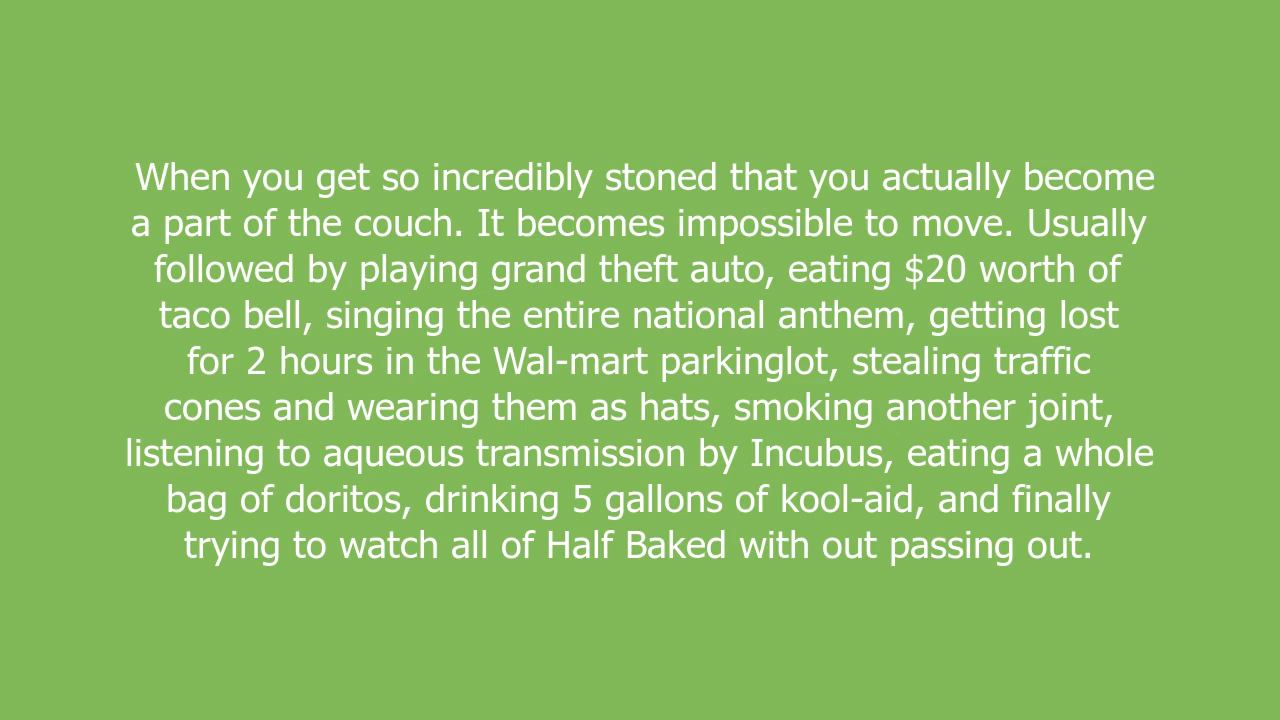 When you get so incredibly stoned that you actually become
a part of the couch. It becomes impossible to move. Usually
followed by playing grand theft auto, eating $20 worth of
taco bell, singing the entire national anthem, getting lost
for 2 hours in the Wal-mart parkinglot, stealing traffic
cones and wearing them as hats, smoking another joint,
listening to aqueous transmission by Incubus, eating a whole
bag of doritos, drinking 5 gallons of kool-aid, and finally
trying to watch all of Half Baked with out passing out.